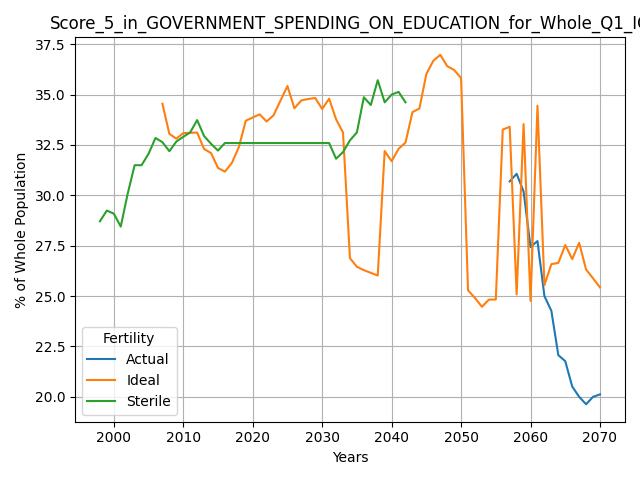 Score_5_in_GOVERNMENT_SPENDING_ON_EDUCATION_for_Whole_Q1_I
37.5
35.0
32.5
30.0
27.5
25.0
22.5
20.0
% of Whole Population
Fertility
Actual
Ideal
Sterile
2000 2010 2020 2030 2040 2050 2060 2070
Years